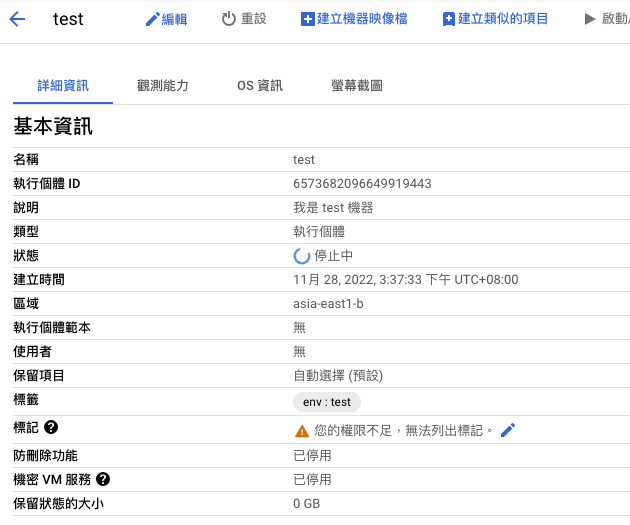 test 編輯 重設 建立機器映像檔 建立類似的項目 啟動
詳細資訊 觀測能力 OS 資訊 螢幕截圖
基本資訊
名稱 test
執行個體 ID 6573682096649919443
說明 我是 test 機器
類型 執行個體
狀態 停止中
建立時間 11月 28, 2022, 3:37:33 下午 UTC+08:00
區域 asia-east1-b
執行個體範本 無
使用者 無
保留項目 自動選擇 (預設)
標籤 env : test
標記 您的權限不足，無法列出標記。
防刪除功能 已停用
機密 VM 服務 已停用
保留狀態的大小 0 GB